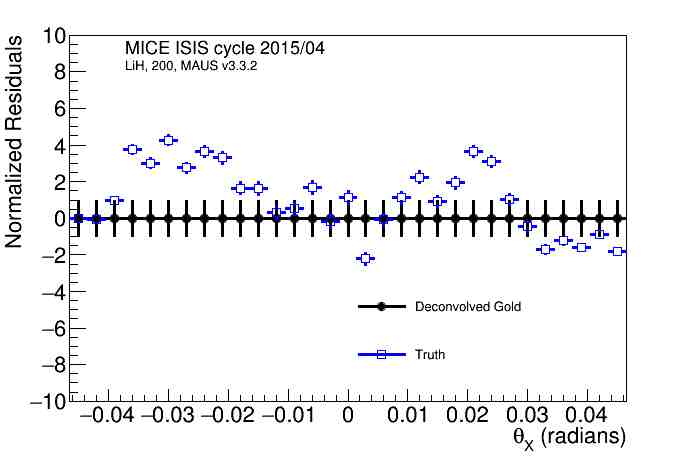 MICE ISIS cycle 2015/04
LiH, 200, MAUS v3.3.2
Normalized Residuals
10
8
6
4
2
0
−2
−4
−6
−8
−10
Deconvolved Gold
Truth
−0.04 −0.03 −0.02 −0.01 0 0.01 0.02 0.03 0.04
θX (radians)